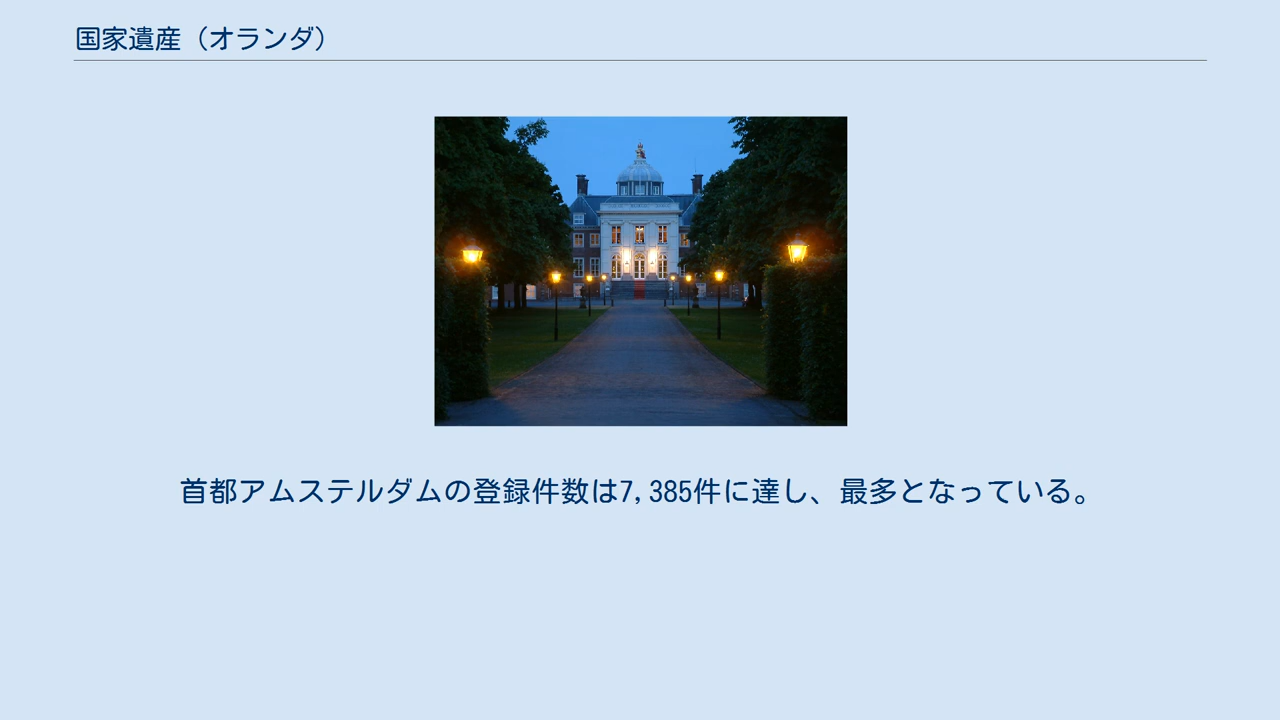 国家遺産（オランダ）
首都アムステルダムの登録件数は7,385件に達し、最多となっている。